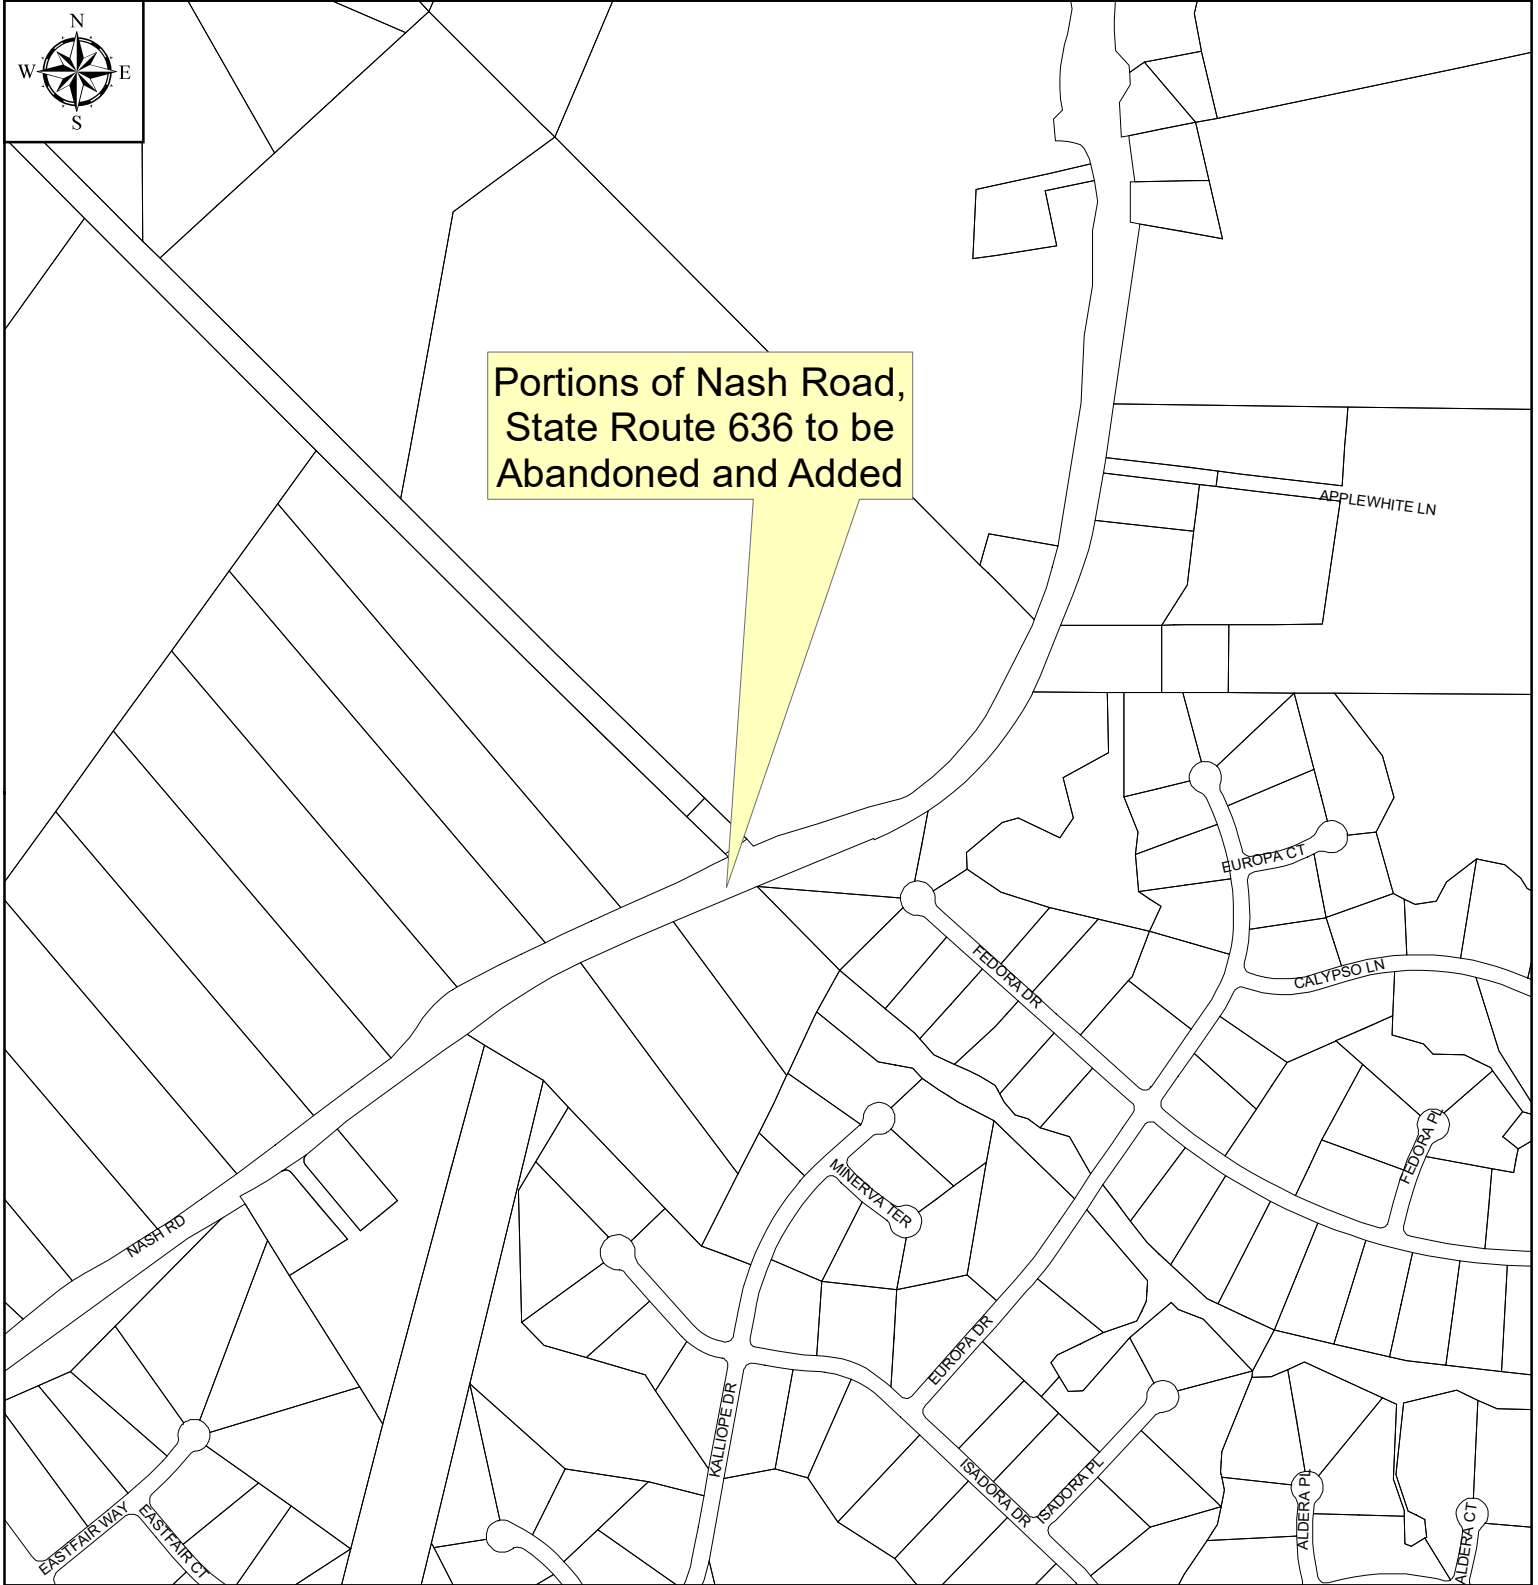 N
W E
S
Portions of Nash Road,
State Route 636 to be
Abandoned and Added
APPLEWHITE LN
EUROPA CT
FEDORA DR
CALYPSO LN
FEDORA PL
MINERVA TER
NASH RD
EUROPA DR
KALLIOPE DR
ISADORA DR
ISADORA PL
ALDERA PL
ALDERA CT
EASTFAIR WAY
EASTFAIR CT